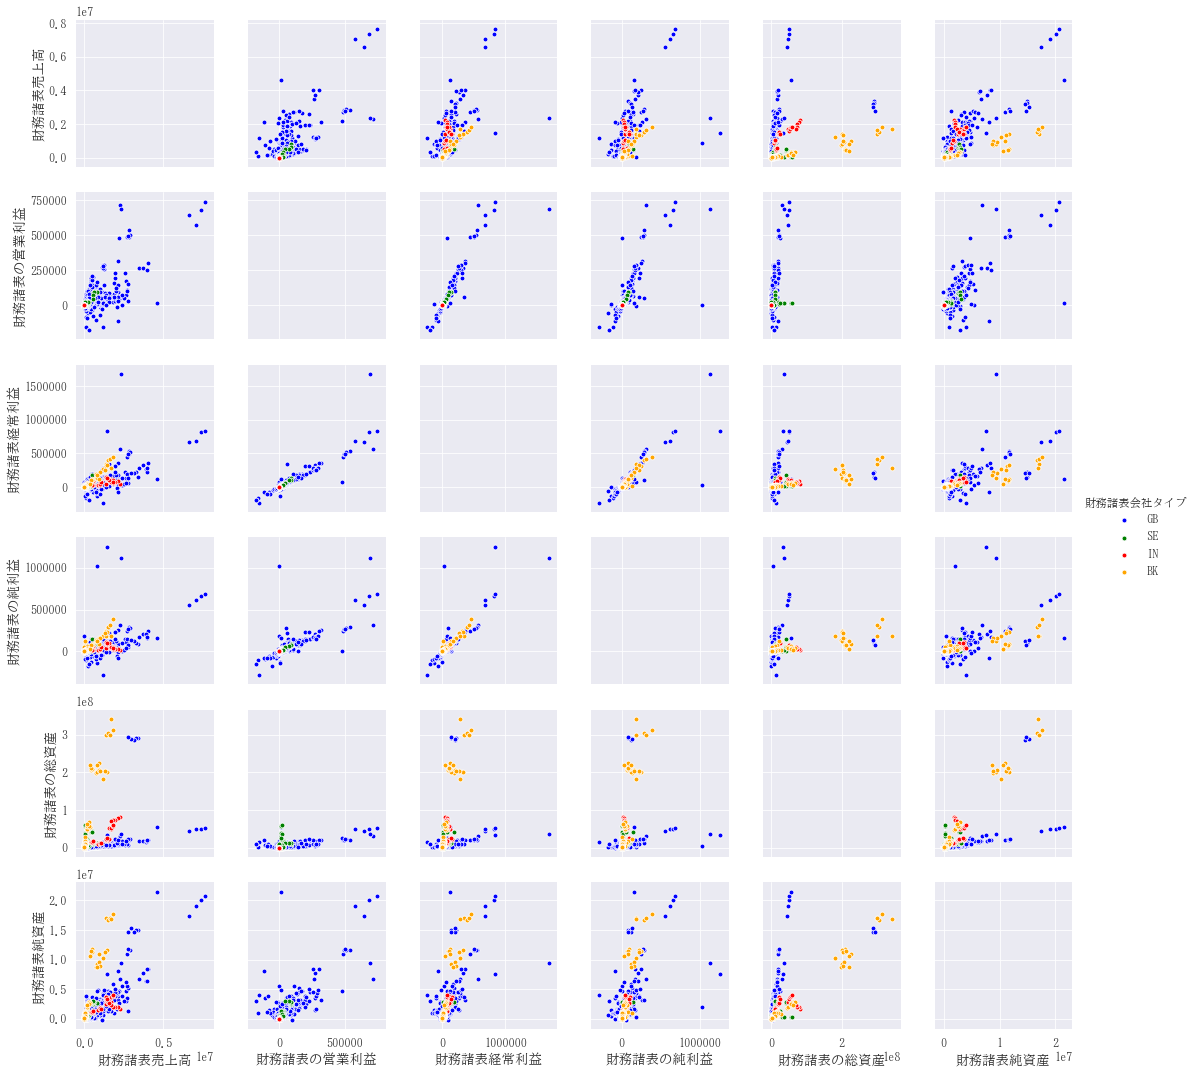 1e7
0.8
0.6
0.4
0.2
0.0
財務諸表売上高
750000
500000
250000
0
財務諸表の営業利益
1500000
1000000
500000
0
財務諸表経常利益
1000000
500000
0
財務諸表の純利益
財務諸表会社タイプ
GB
SE
IN
BK
1e8
3
2
1
0
財務諸表の総資産
1e7
2.0
1.5
1.0
0.5
0.0
財務諸表純資産
0.0 0.5
1e7
財務諸表売上高
0 500000
財務諸表の営業利益
0 1000000
財務諸表経常利益
0 1000000
財務諸表の純利益
0 2
1e8
財務諸表の総資産
0 1 2
1e7
財務諸表純資産